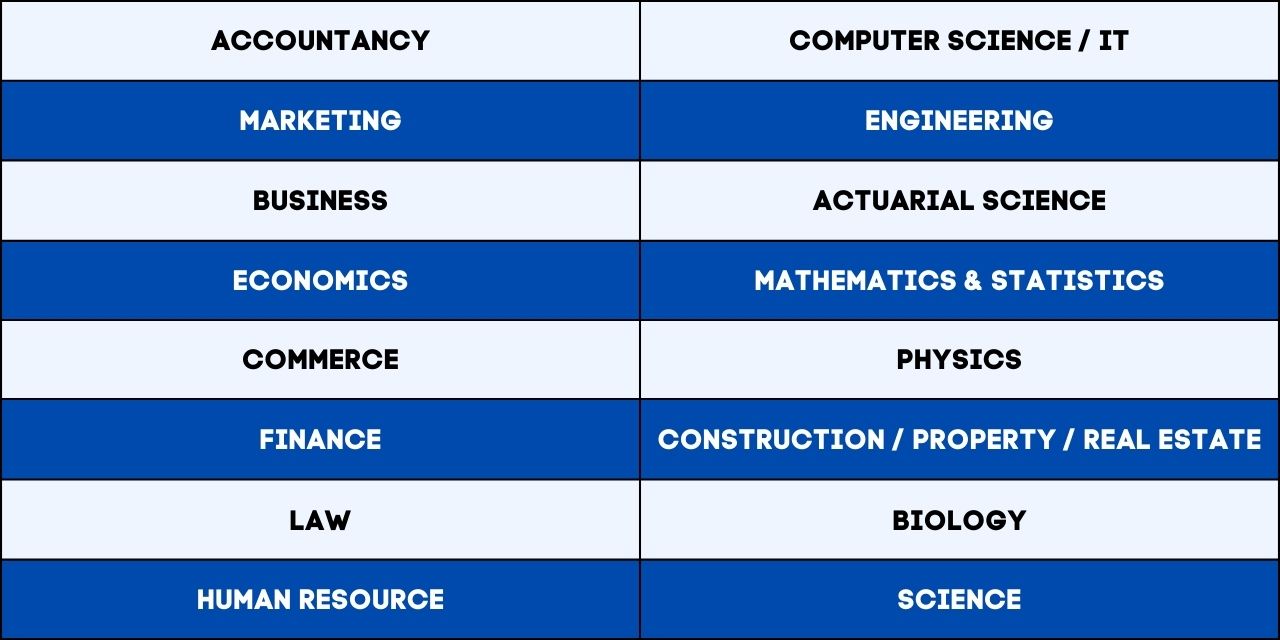 ACCOUNTANCY
COMPUTER SCIENCE / IT
MARKETING
ENGINEERING
BUSINESS
ACTUARIAL SCIENCE
ECONOMICS
MATHEMATICS & STATISTICS
COMMERCE
PHYSICS
FINANCE
CONSTRUCTION / PROPERTY / REAL ESTATE
LAW
BIOLOGY
HUMAN RESOURCE
SCIENCE